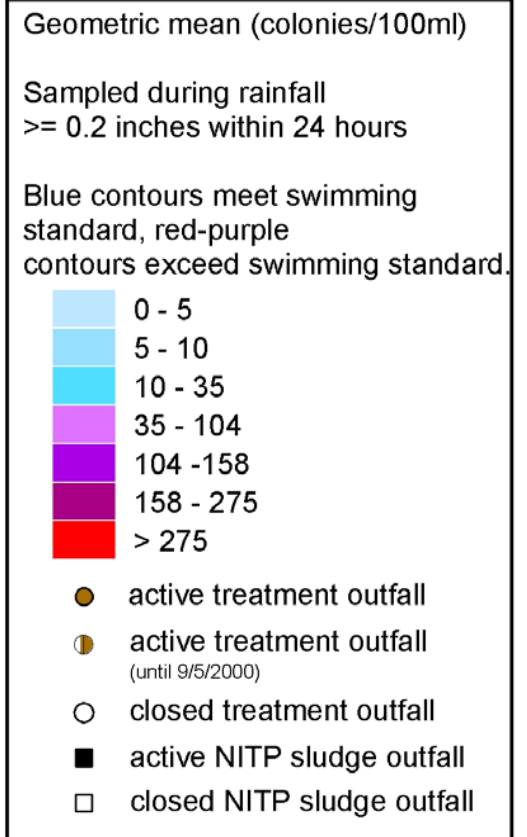 Geometric mean (colonies/100ml)
Sampled during rainfall
>= 0.2 inches within 24 hours
Blue contours meet swimming
standard, red-purple
contours exceed swimming standard.
0 - 5
5 - 10
10 - 35
35 - 104
104 -158
158 - 275
> 275
active treatment outfall
active treatment outfall
(until 9/5/2000)
closed treatment outfall
active NITP sludge outfall
closed NITP sludge outfall